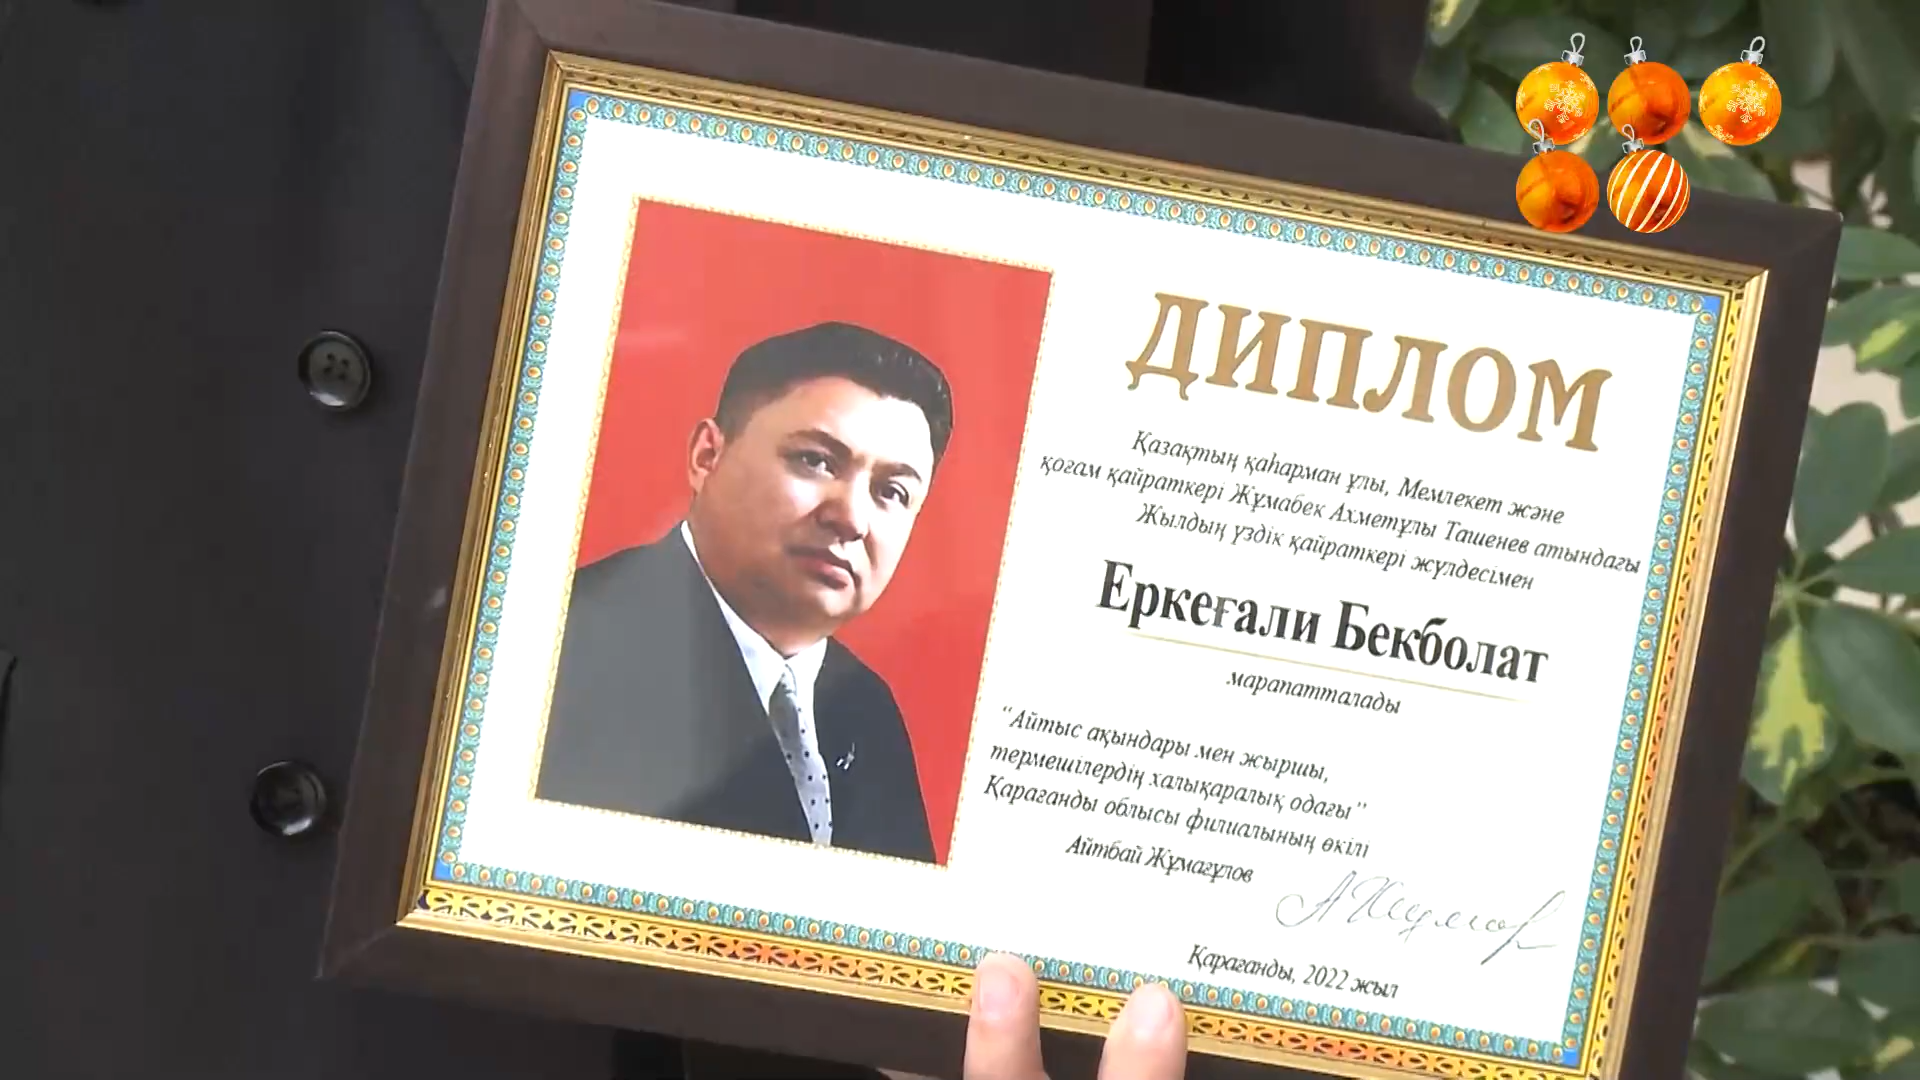 ДИПЛОМ
Қазақтың қаһарман ұлы, Мемлекет және
қоғам қайраткері Жұмабек Ахметұлы Ташенев атындағы
Жылдың үздік қайраткері жүлдесімен
Еркеғали Бекболат
марапатталады
“Айтыс ақындары мен жыршы,
термешілердің халықаралық одағы”
Қарағанды облысы филиалының өкілі
Айтбай Жұмағұлов
Қарағанды, 2022 жыл